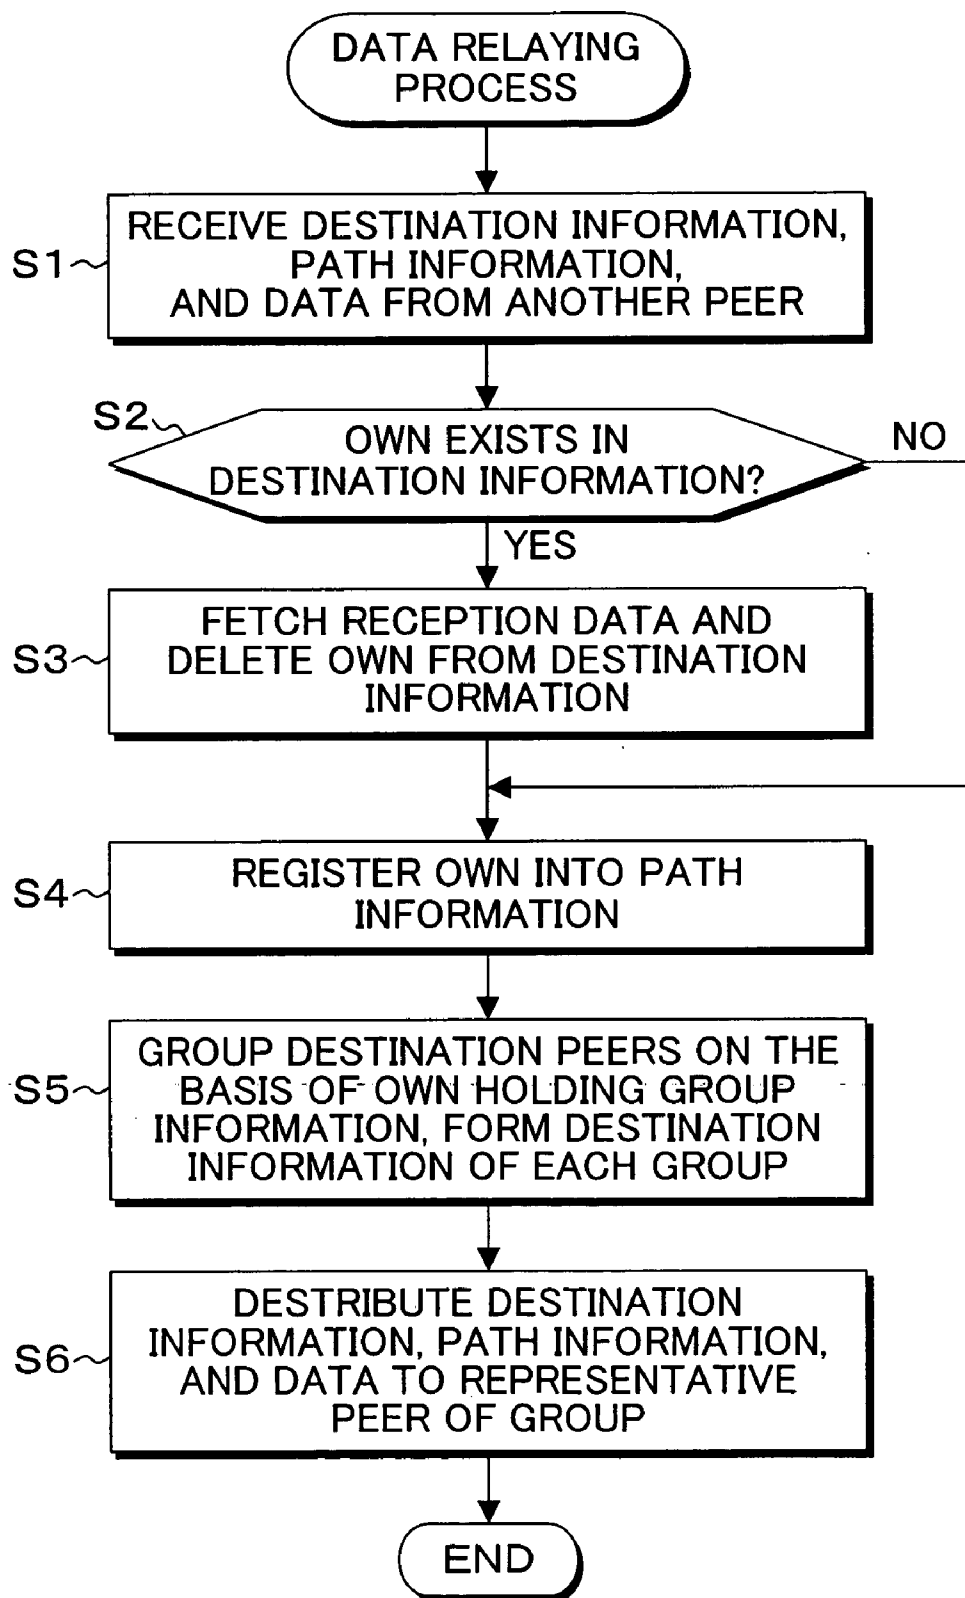 DATA RELAYING
PROCESS
S1
RECEIVE DESTINATION INFORMATION,
PATH INFORMATION,
AND DATA FROM ANOTHER PEER
S2
OWN EXISTS IN
DESTINATION INFORMATION?
NO
YES
S3
FETCH RECEPTION DATA AND
DELETE OWN FROM DESTINATION
INFORMATION
S4
REGISTER OWN INTO PATH
INFORMATION
S5
GROUP DESTINATION PEERS ON THE
BASIS OF OWN HOLDING GROUP
INFORMATION, FORM DESTINATION
INFORMATION OF EACH GROUP
S6
DESTRIBUTE DESTINATION
INFORMATION, PATH INFORMATION,
AND DATA TO REPRESENTATIVE
PEER OF GROUP
END